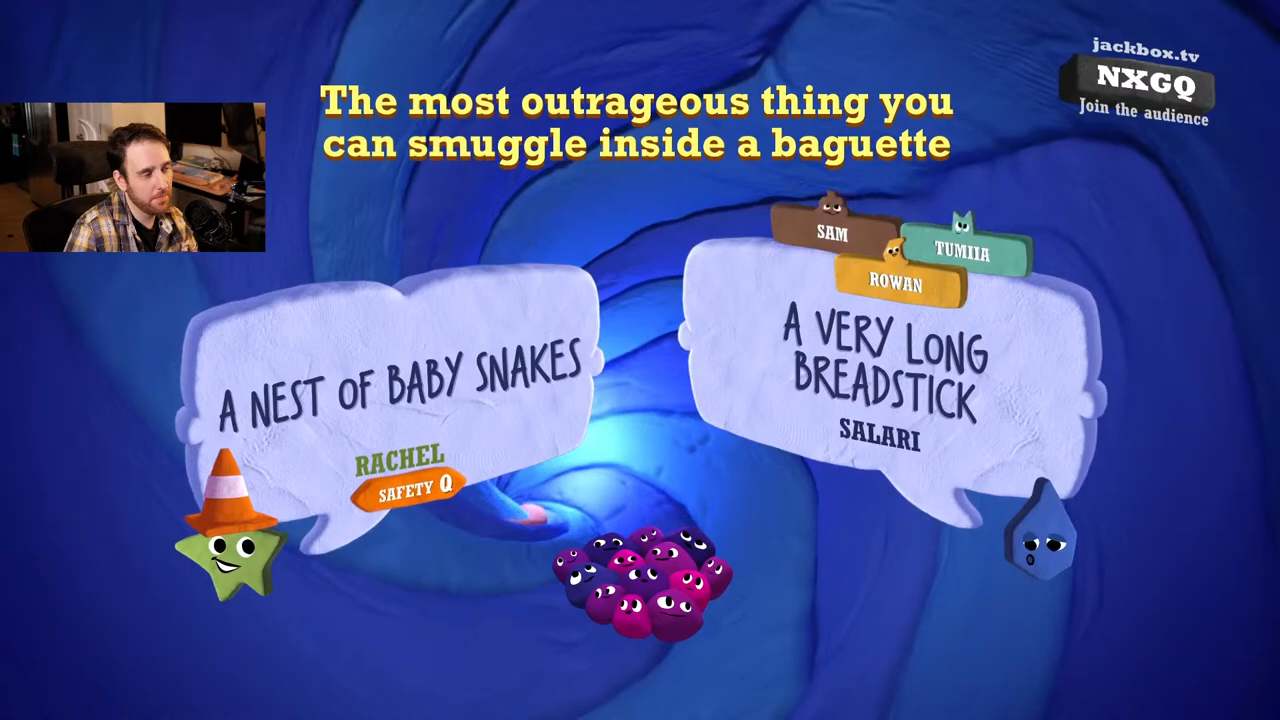 jackbox.tv
NXGQ
Join the audience
The most outrageous thing you
can smuggle inside a baguette
SAM
TUMIIA
ROWAN
A NEST OF BABY SNAKES
RACHEL
SAFETY Q
A VERY LONG
BREADSTICK
SALARI